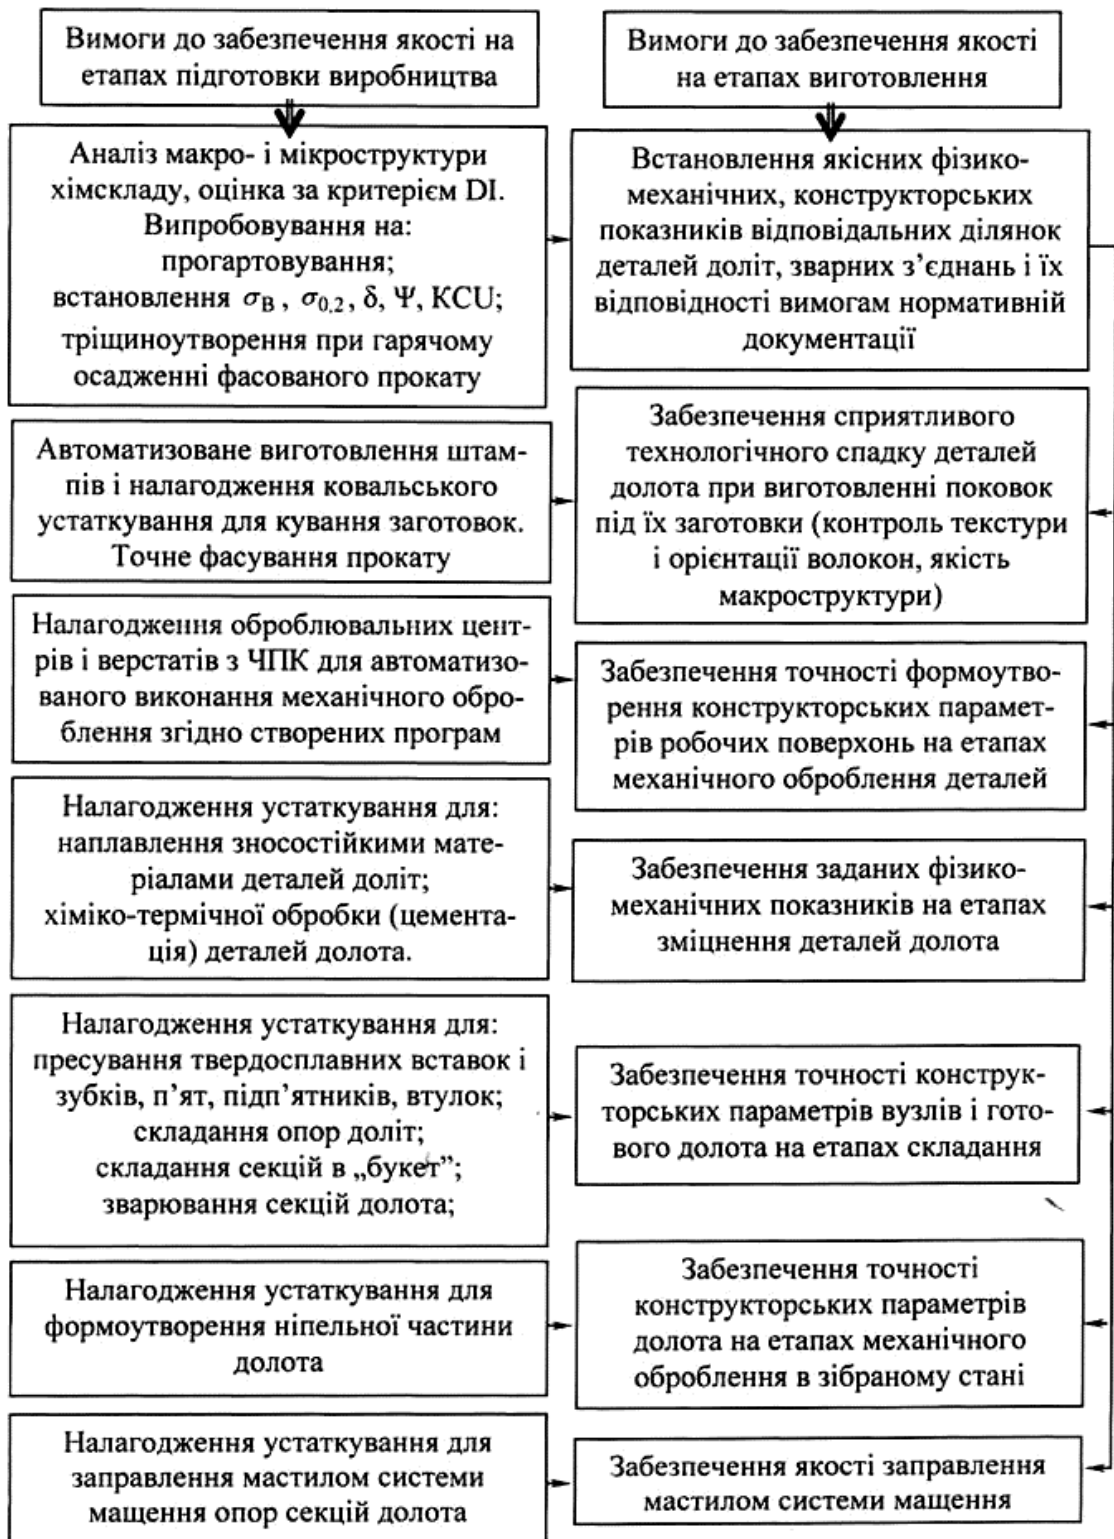 Вимоги до забезпечення якості на
етапах підготовки виробництва
Вимоги до забезпечення якості
на етапах виготовлення
Аналіз макро- і мікроструктури
хімскладу, оцінка за критерієм DI.
Випробовування на:
прогартовування;
встановлення σВ , σ0.2, δ, Ψ, KCU;
тріщиноутворення при гарячому
осадженні фасованого прокату
Встановлення якісних фізико-
механічних, конструкторських
показників відповідальних ділянок
деталей доліт, зварних з’єднань і їх
відповідності вимогам нормативній
документації
Автоматизоване виготовлення штам-
пів і налагодження ковальського
устаткування для кування заготовок.
Точне фасування прокату
Забезпечення сприятливого
технологічного спадку деталей
долота при виготовленні поковок
під їх заготовки (контроль текстури
і орієнтації волокон, якість
макроструктури)
Налагодження оброблювальних цент-
рів і верстатів з ЧПК для автоматизо-
ваного виконання механічного обро-
блення згідно створених програм
Забезпечення точності формоутво-
рення конструкторських парамет-
рів робочих поверхонь на етапах
механічного оброблення деталей
Налагодження устаткування для:
наплавлення зносостійкими мате-
ріалами деталей доліт;
хіміко-термічної обробки (цемента-
ція) деталей долота.
Забезпечення заданих фізико-
механічних показників на етапах
зміцнення деталей долота
Налагодження устаткування для:
пресування твердосплавних вставок і
зубків, п’ят, підп’ятників, втулок;
складання опор доліт;
складання секцій в „букет”;
зварювання секцій долота;
Забезпечення точності конструк-
торських параметрів вузлів і гото-
вого долота на етапах складання
Налагодження устаткування для
формоутворення ніпельної частини
долота
Забезпечення точності
конструкторських параметрів
долота на етапах механічного
оброблення в зібраному стані
Налагодження устаткування для
заправлення мастилом системи
мащення опор секцій долота
Забезпечення якості заправлення
мастилом системи мащення